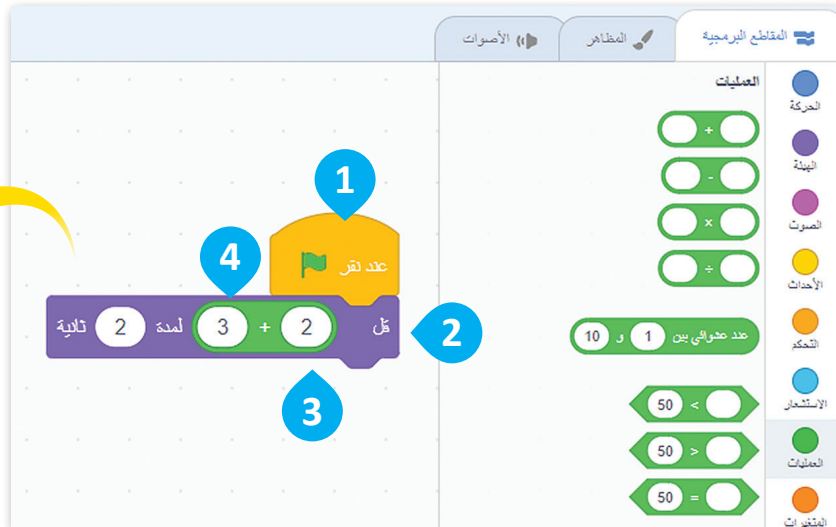 المقاطع البرمجية
المظاهر
الأصوات
الحركة
الهيئة
الصوت
الأحداث
التحكم
الاستشعار
العمليات
المتغيرات
العمليات
+
-
×
÷
عدد عشوائي بين 1 و 10
< 50
> 50
= 50
1
عند نقر
قل 2 + 3 لمدة 2 ثانية
2
3
4